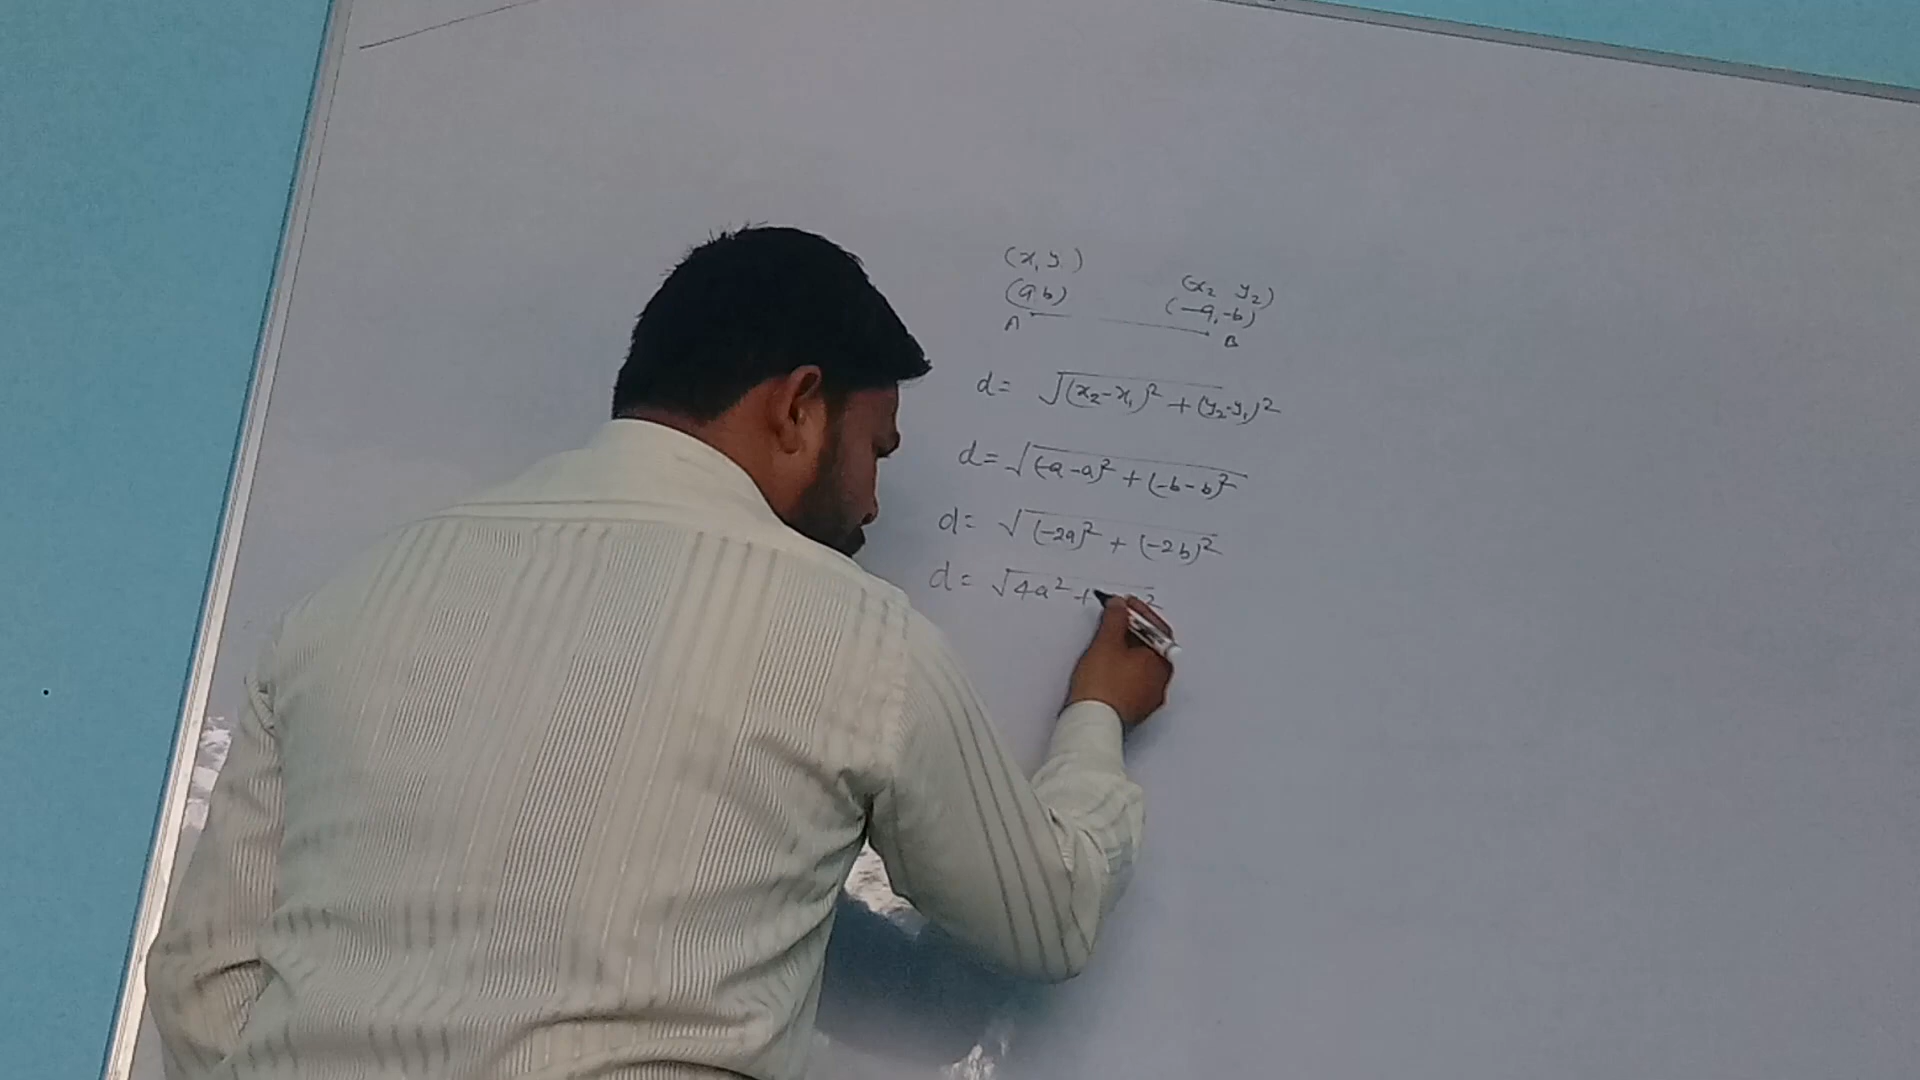 (x₁ y₁)
(x₂ y₂)
(a b)
(-a, -b)
A B
d= √(x₂-x₁)² + (y₂-y₁)²
d= √(-a-a)² + (-b-b)²
d= √(-2a)² + (-2b)²
d= √4a² +